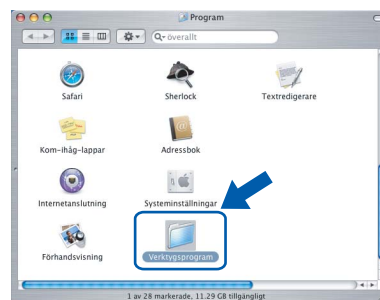 Program
överallt
Safari
Sherlock
Textredigerare
Kom-ihåg-lappar
Adressbok
Internetanslutning
Systeminställningar
Förhandsvisning
Verktygsprogram
1 av 28 markerade, 11.29 GB tillgängligt